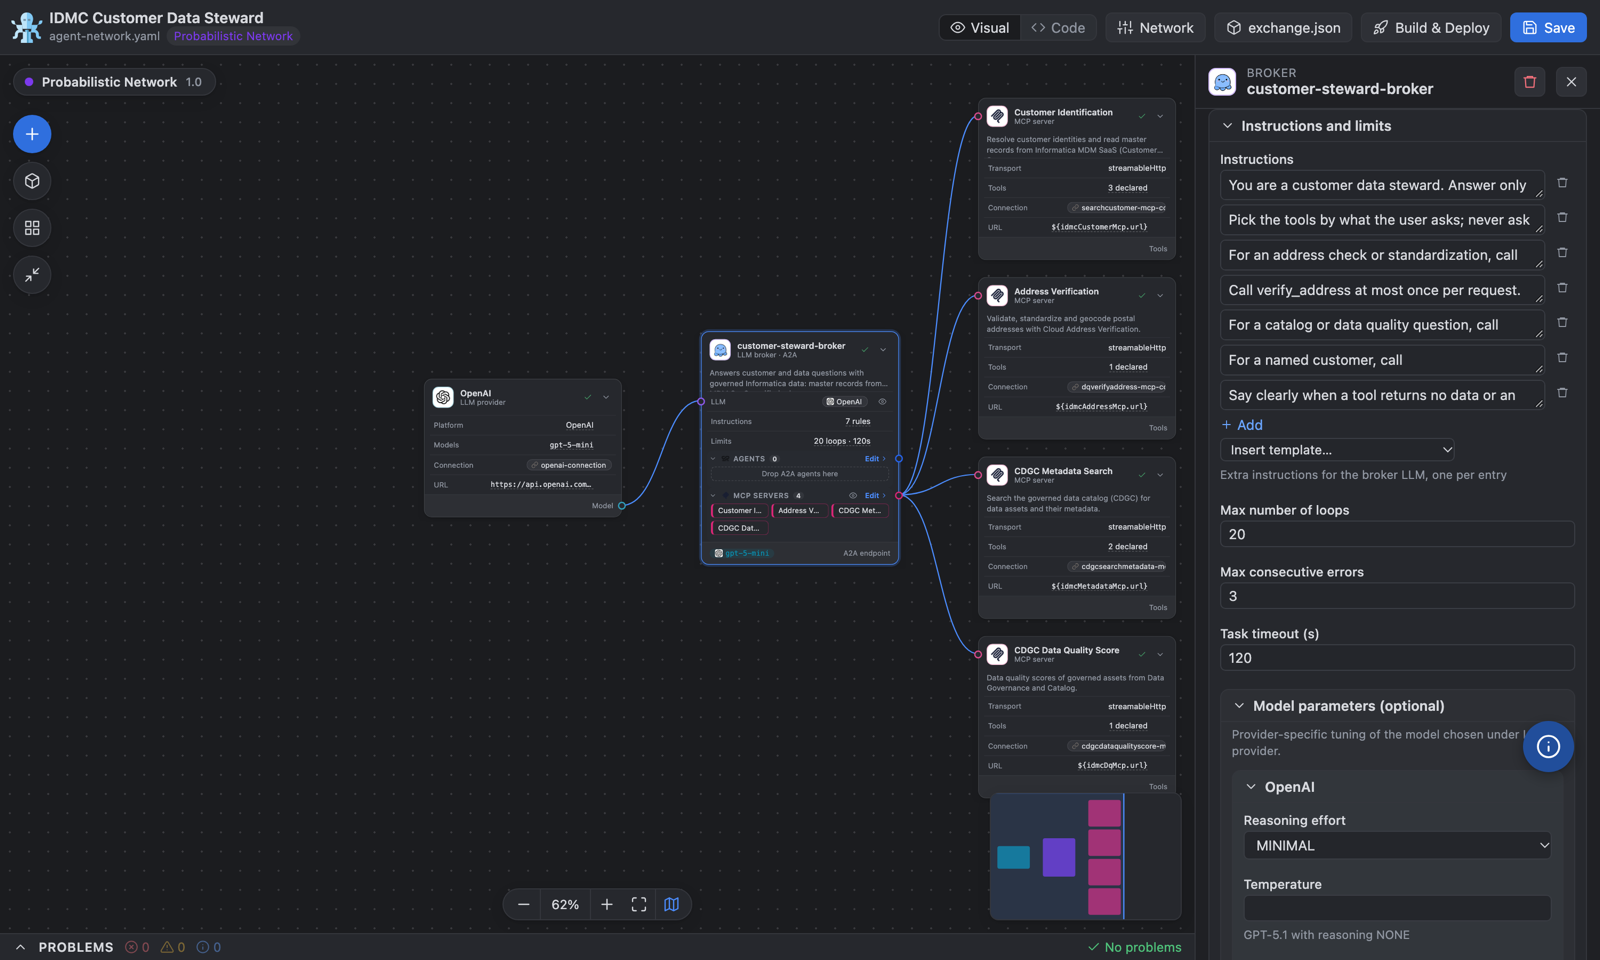 IDMC Customer Data Steward
agent-network.yaml Probabilistic Network
Visual
Code
Network
exchange.json
Build & Deploy
Save
Probabilistic Network 1.0
OpenAI
LLM provider
Platform OpenAI
Models gpt-5-mini
Connection openai-connection
URL https://api.openai.com…
Model
customer-steward-broker
LLM broker · A2A
Answers customer and data questions with
governed Informatica data: master records from…
LLM OpenAI
Instructions 7 rules
Limits 20 loops · 120s
AGENTS 0 Edit
Drop A2A agents here
MCP SERVERS 4 Edit
Customer I… Address V… CDGC Met…
CDGC Dat…
gpt-5-mini A2A endpoint
Customer Identification
MCP server
Resolve customer identities and read master
records from Informatica MDM SaaS (Customer…
Transport streamableHttp
Tools 3 declared
Connection searchcustomer-mcp-co
URL ${idmcCustomerMcp.url}
Tools
Address Verification
MCP server
Validate, standardize and geocode postal
addresses with Cloud Address Verification.
Transport streamableHttp
Tools 1 declared
Connection dqverifyaddress-mcp-c
URL ${idmcAddressMcp.url}
Tools
CDGC Metadata Search
MCP server
Search the governed data catalog (CDGC) for
data assets and their metadata.
Transport streamableHttp
Tools 2 declared
Connection cdgcsearchmetadata-m
URL ${idmcMetadataMcp.url}
Tools
CDGC Data Quality Score
MCP server
Data quality scores of governed assets from Data
Governance and Catalog.
Transport streamableHttp
Tools 1 declared
Connection cdgcdataqualityscore-m
URL ${idmcDqMcp.url}
Tools
62%
PROBLEMS 0 0 0
No problems
BROKER
customer-steward-broker
Instructions and limits
Instructions
You are a customer data steward. Answer only
Pick the tools by what the user asks; never ask
For an address check or standardization, call
Call verify_address at most once per request.
For a catalog or data quality question, call
For a named customer, call
Say clearly when a tool returns no data or an
+ Add
Insert template...
Extra instructions for the broker LLM, one per entry
Max number of loops
20
Max consecutive errors
3
Task timeout (s)
120
Model parameters (optional)
Provider-specific tuning of the model chosen under
provider.
OpenAI
Reasoning effort
MINIMAL
Temperature
GPT-5.1 with reasoning NONE